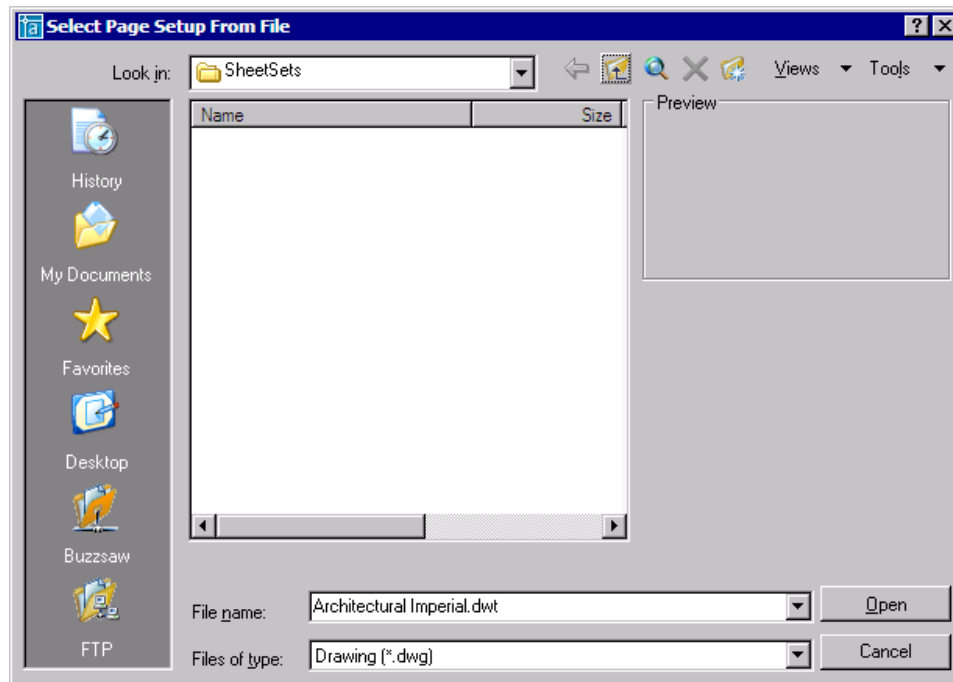 Select Page Setup From File
Look in: SheetSets Views Tools
Name Size Preview
History
My Documents
Favorites
Desktop
Buzzsaw
FTP
File name: Architectural Imperial.dwt Open
Files of type: Drawing (*.dwg) Cancel